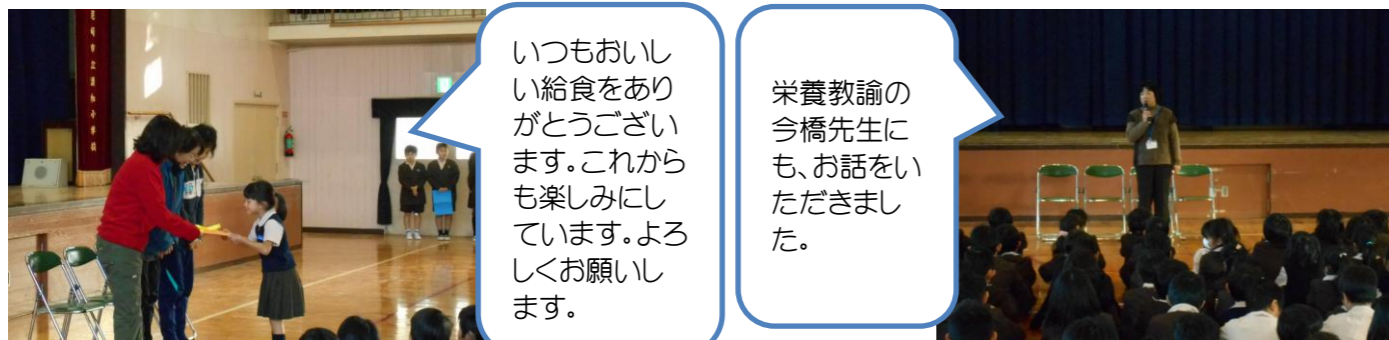 いつもおいし
い給食をあり
がとうござい
ます。これから
も楽しみにし
ています。よろ
しくお願いし
ます。
栄養教諭の
今橋先生に
も、お話をい
ただきまし
た。